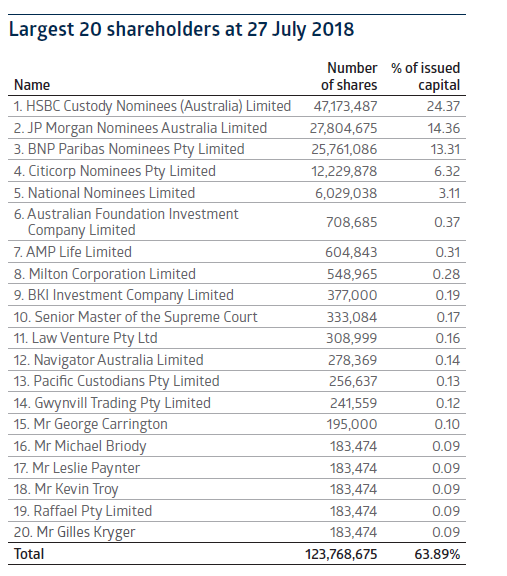 Largest 20 shareholders at 27 July 2018
Number % of issued
Name of shares capital
1. HSBC Custody Nominees (Australia) Limited 47,173,487 24.37
2. JP Morgan Nominees Australia Limited 27,804,675 14.36
3. BNP Paribas Nominees Pty Limited 25,761,086 13.31
4. Citicorp Nominees Pty Limited 12,229,878 6.32
5. National Nominees Limited 6,029,038 3.11
6. Australian Foundation Investment
Company Limited 708,685 0.37
7. AMP Life Limited 604,843 0.31
8. Milton Corporation Limited 548,965 0.28
9. BKI Investment Company Limited 377,000 0.19
10. Senior Master of the Supreme Court 333,084 0.17
11. Law Venture Pty Ltd 308,999 0.16
12. Navigator Australia Limited 278,369 0.14
13. Pacific Custodians Pty Limited 256,637 0.13
14. Gwynvill Trading Pty Limited 241,559 0.12
15. Mr George Carrington 195,000 0.10
16. Mr Michael Briody 183,474 0.09
17. Mr Leslie Paynter 183,474 0.09
18. Mr Kevin Troy 183,474 0.09
19. Raffael Pty Limited 183,474 0.09
20. Mr Gilles Kryger 183,474 0.09
Total 123,768,675 63.89%